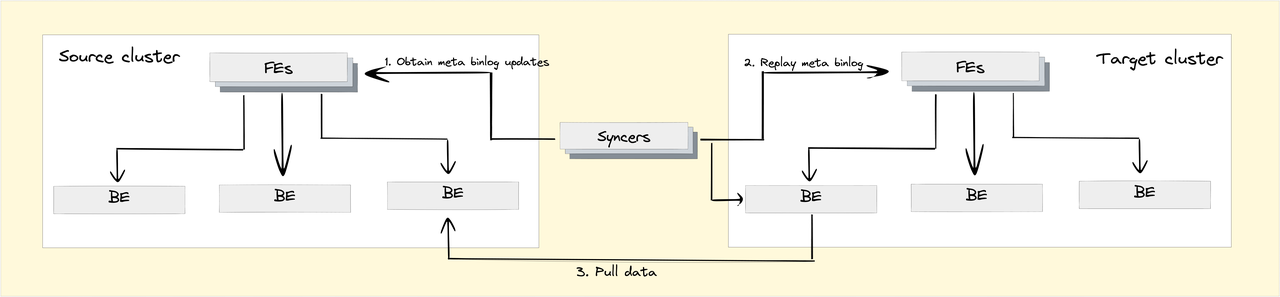 Source cluster
FEs
1. Obtain meta binlog updates
2. Replay meta binlog
FEs
Target cluster
Syncers
BE
BE
BE
BE
BE
BE
3. Pull data